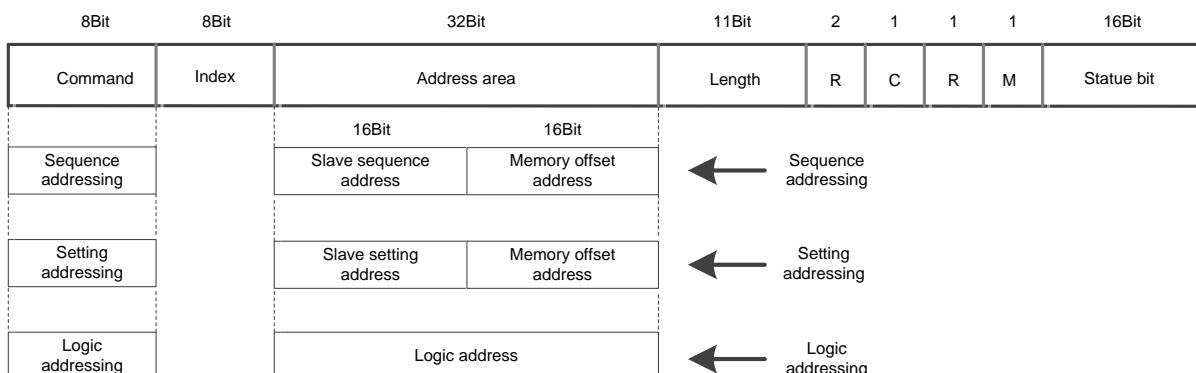 8Bit 8Bit 32Bit 11Bit 2 1 1 1 16Bit
Command Index Address area Length R C R M Statue bit
16Bit 16Bit
Sequence addressing
Slave sequence address
Memory offset address
Sequence addressing
Setting addressing
Slave setting address
Memory offset address
Setting addressing
Logic addressing
Logic address
Logic addressing